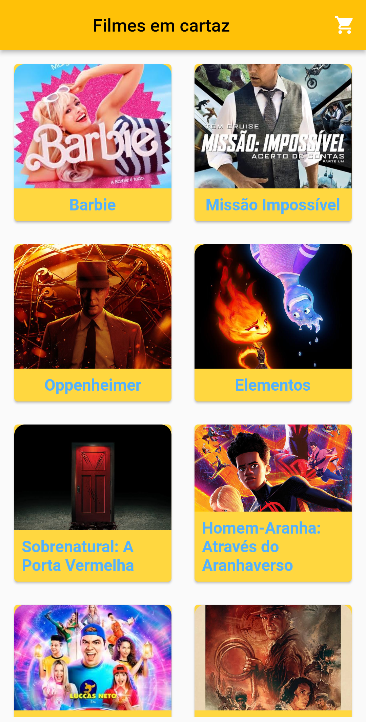 Filmes em cartaz
Barbie
Barbie
Missão Impossível
TOM CRUISE
MISSÃO: IMPOSSÍVEL
ACERTO DE CONTAS
Oppenheimer
Elementos
Sobrenatural: A
Porta Vermelha
Homem-Aranha:
Através do
Aranhaverso
LUCCAS NETO